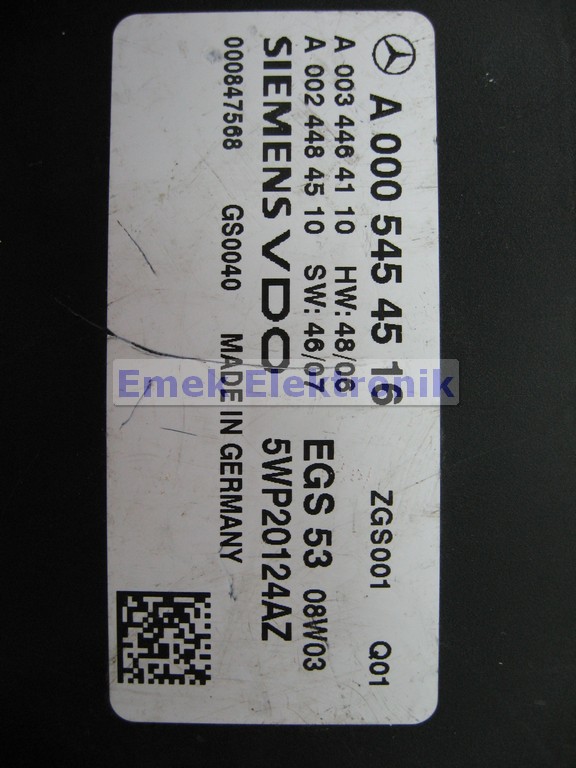 A 000 545 45 16 ZGS001 Q01
A 003 446 41 10 HW: 48/06
A 002 448 45 10 SW: 46/07
EGS 53 08W03
SIEMENS VDO 5WP20124AZ
000847568 GS0040 MADE IN GERMANY
Emek Elektronik